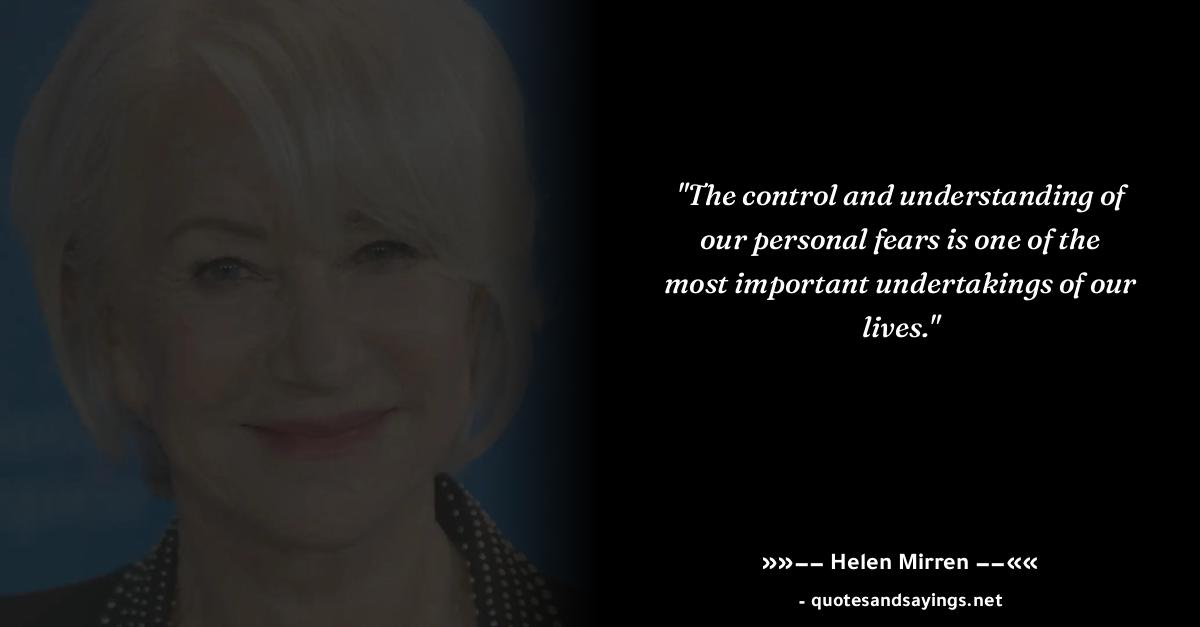 "The control and understanding of
our personal fears is one of the
most important undertakings of our
lives."
»»−− Helen Mirren −−««
- quotesandsayings.net